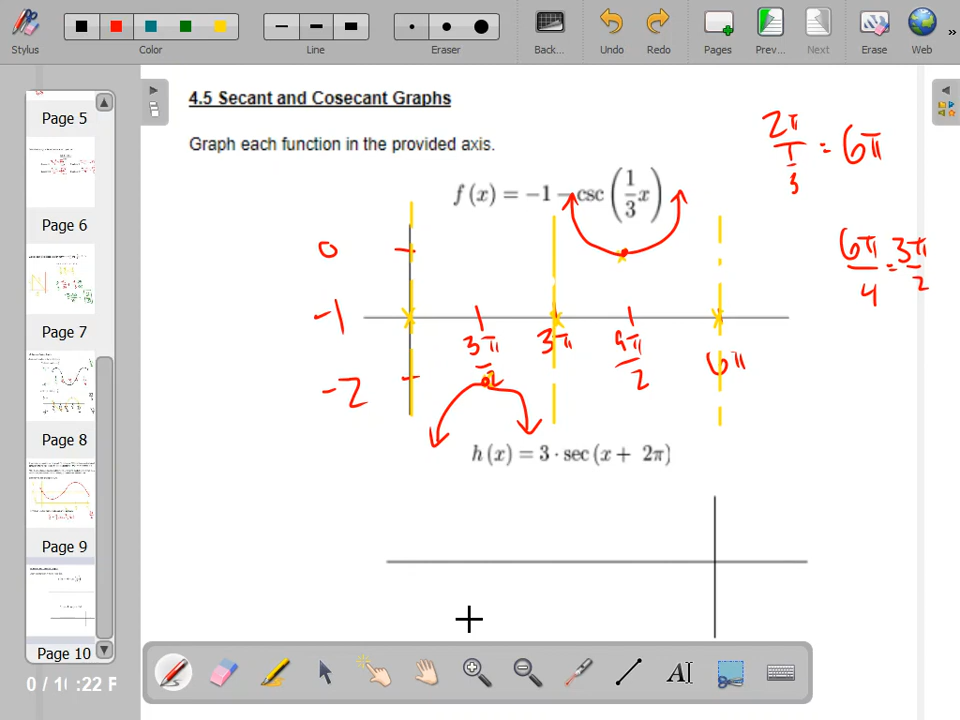 Stylus
Color
Line
Eraser
Back...
Undo
Redo
Pages
Prev...
Next
Erase
Web
»
Page 5
Page 6
Page 7
Page 8
Page 9
Page 10
4.5 Secant and Cosecant Graphs
Graph each function in the provided axis.
f (x) = −1 − csc (1/3 x)
2π / 1/3 = 6π
6π/4 = 3π/2
0
-1
-2
3π/2
3π
9π/2
6π
h (x) = 3 · sec (x + 2π)